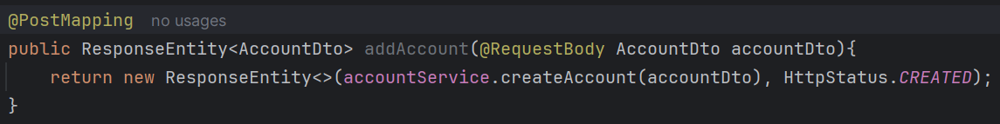 @PostMapping no usages
public ResponseEntity<AccountDto> addAccount(@RequestBody AccountDto accountDto){
    return new ResponseEntity<>(accountService.createAccount(accountDto), HttpStatus.CREATED);
}